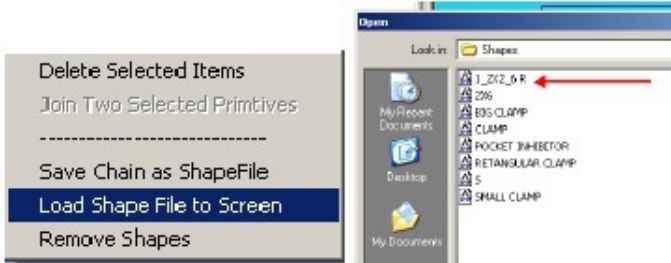 Delete Selected Items
Join Two Selected Primtives
----------------------------
Save Chain as ShapeFile
Load Shape File to Screen
Remove Shapes
Open
Look in:
Shapes
My Recent
Documents
Desktop
My Documents
1_2X2_6 R
2X6
BIG CLAMP
CLAMP
POCKET INHIBITOR
RETANGULAR CLAMP
S
SMALL CLAMP